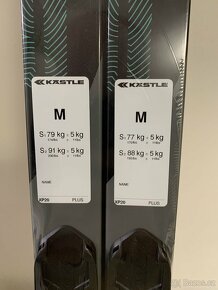 KÄSTLE
KÄSTLE
M
S: 79 kg ± 5 kg
S: 91 kg ± 5 kg
NAME
XP20 PLUS
M
S: 77 kg ± 5 kg
S: 88 kg ± 5 kg
NAME
XP20 PLUS